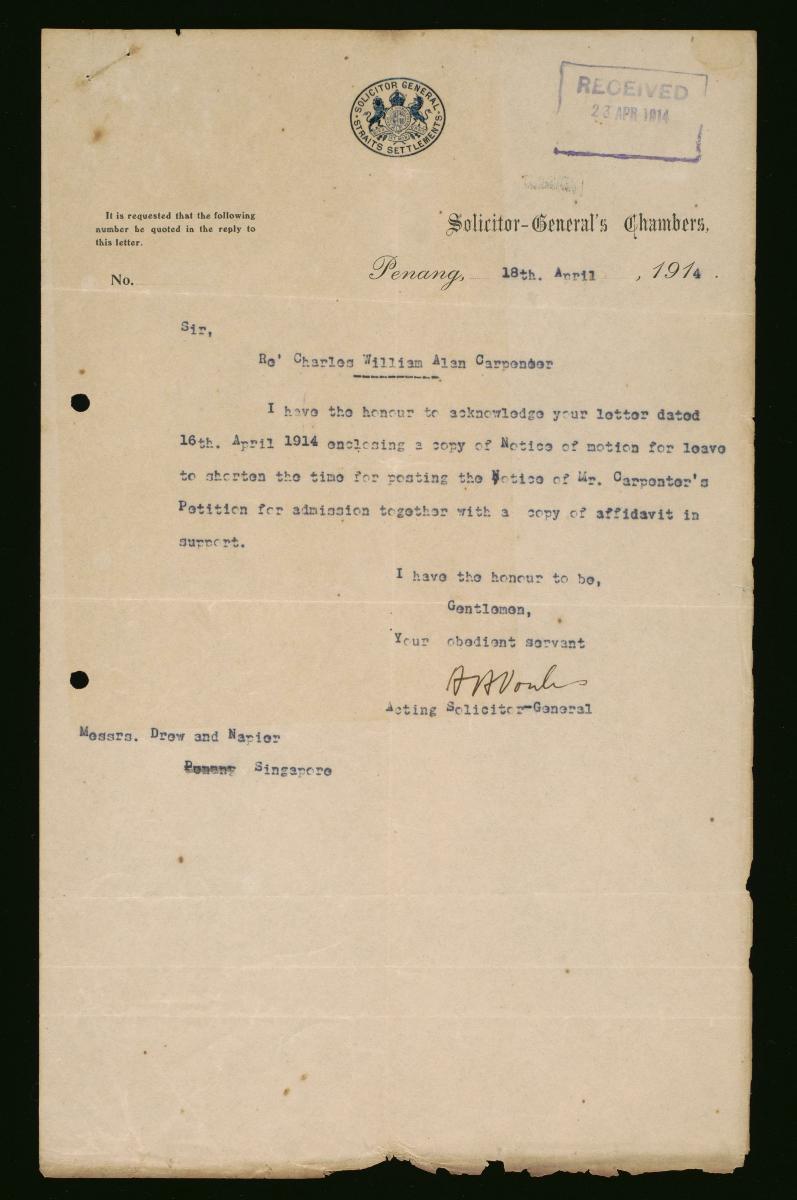 SOLICITOR GENERAL
STRAITS SETTLEMENTS
RECEIVED
23 APR 1914
It is requested that the following
number be quoted in the reply to
this letter.
No.
Solicitor-General's Chambers,
Penang, 18th. April , 1914 .
Sir,
Re' Charles William Alan Carpenter
I have the honour to acknowledge your letter dated
16th. April 1914 enclosing a copy of Notice of motion for leave
to shorten the time for posting the Notice of Mr. Carpenter's
Petition for admission together with a copy of affidavit in
support.
I have the honour to be,
Gentlemen,
Your obedient servant
Acting Solicitor-General
Messrs. Drew and Napier
Penang Singapore